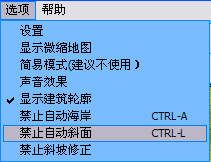 选项 帮助
设置
显示微缩地图
简易模式(建议不使用)
声音效果
✓ 显示建筑轮廓
禁止自动海岸 CTRL-A
禁止自动斜面 CTRL-L
禁止斜坡修正